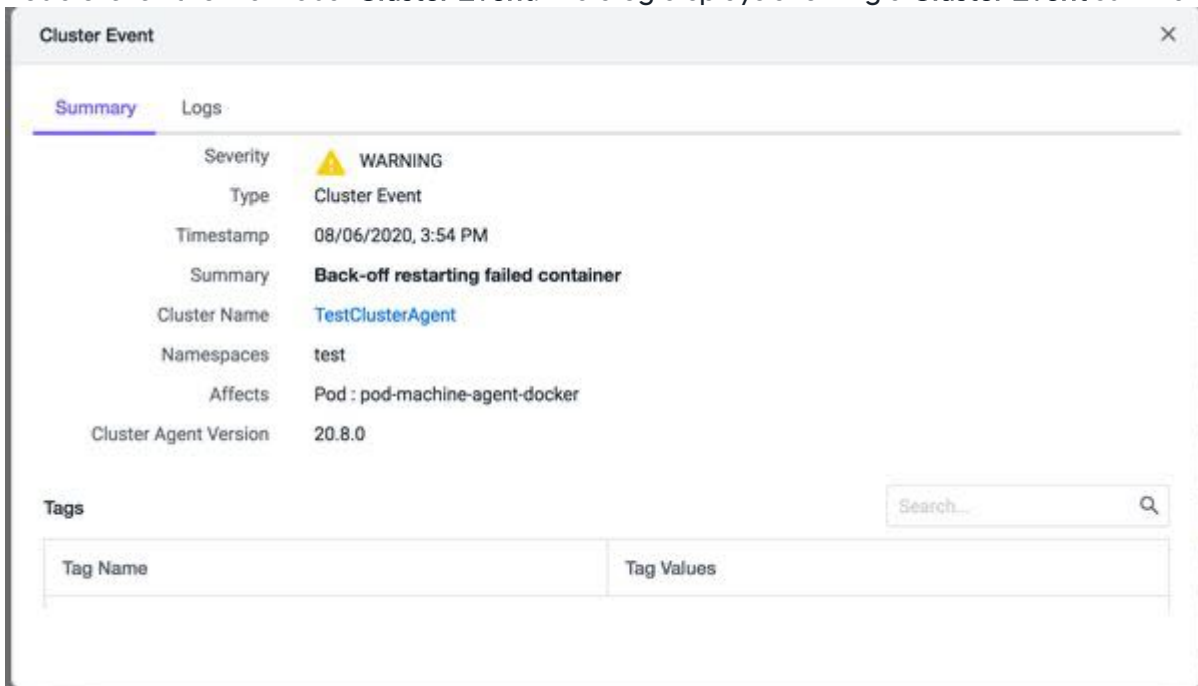 Cluster Event
Summary Logs
Severity WARNING
Type Cluster Event
Timestamp 08/06/2020, 3:54 PM
Summary Back-off restarting failed container
Cluster Name TestClusterAgent
Namespaces test
Affects Pod : pod-machine-agent-docker
Cluster Agent Version 20.8.0
Tags Search...
Tag Name Tag Values